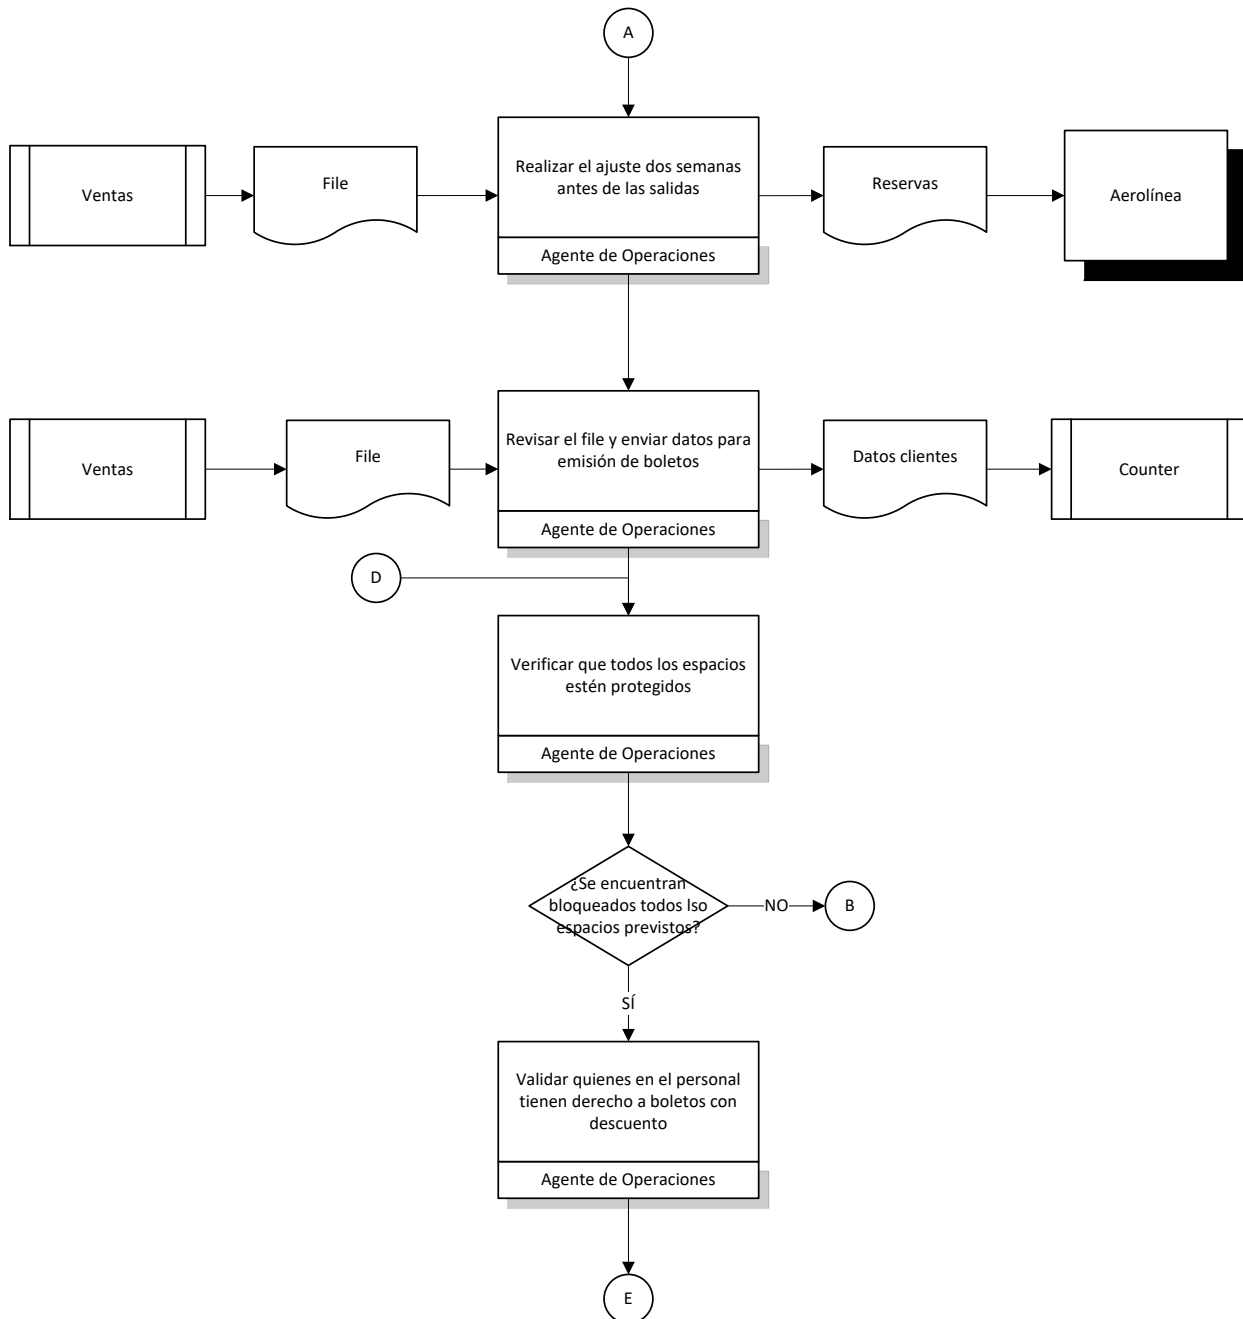 A
Ventas
File
Realizar el ajuste dos semanas
antes de las salidas
Agente de Operaciones
Reservas
Aerolínea
Ventas
File
Revisar el file y enviar datos para
emisión de boletos
Agente de Operaciones
Datos clientes
Counter
D
Verificar que todos los espacios
estén protegidos
Agente de Operaciones
¿Se encuentran
bloqueados todos lso
espacios previstos?
NO
B
SÍ
Validar quienes en el personal
tienen derecho a boletos con
descuento
Agente de Operaciones
E